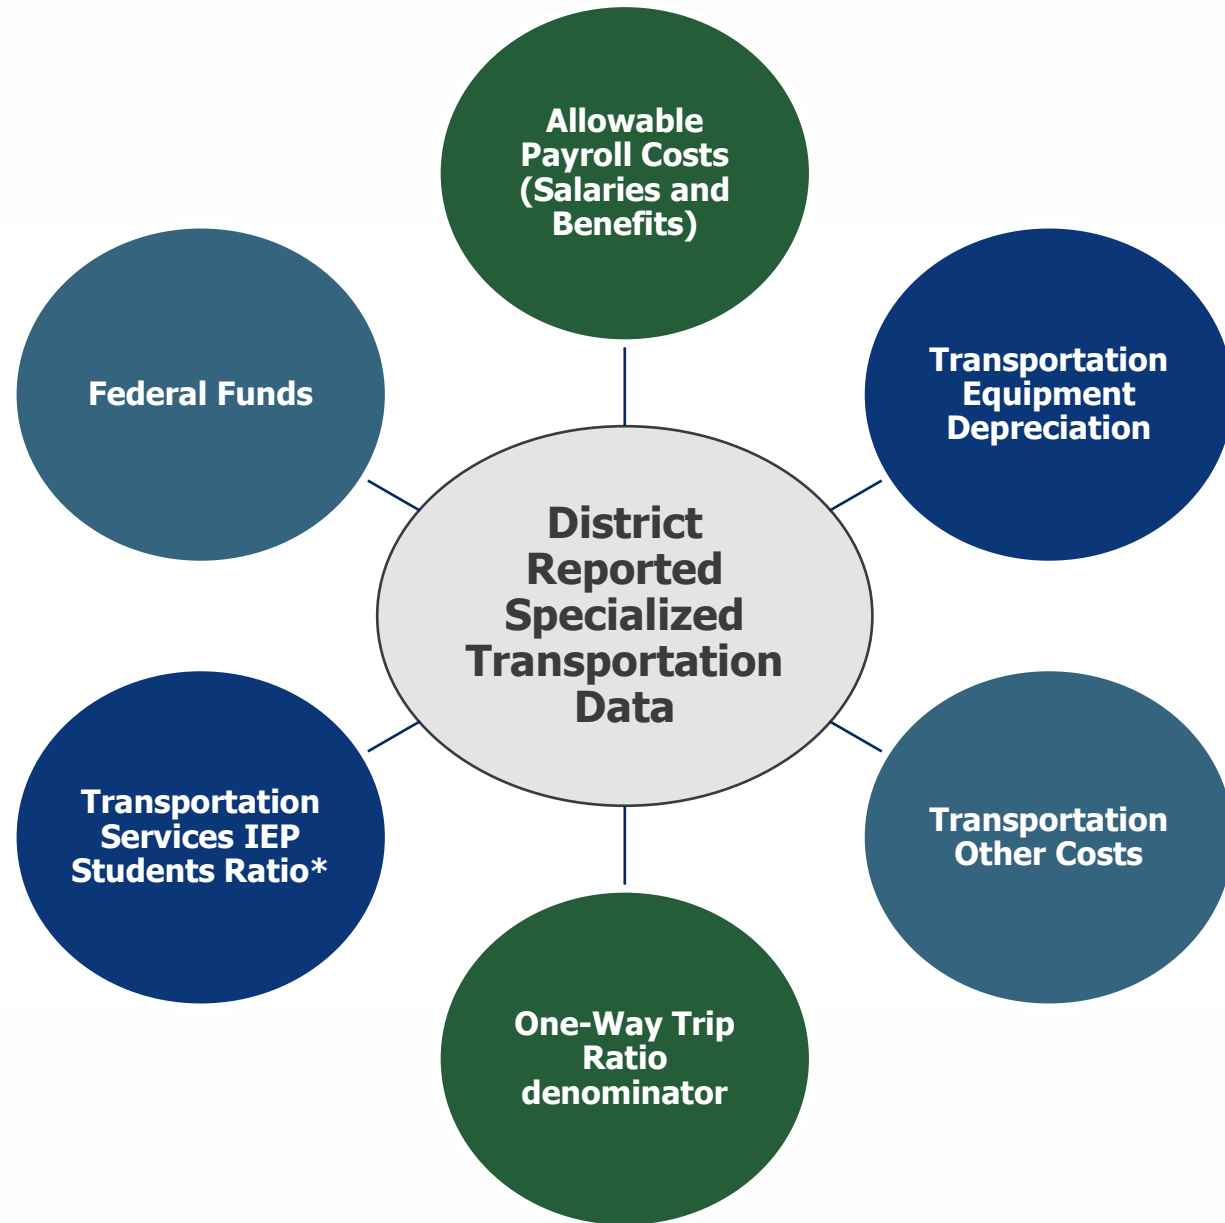 Allowable
Payroll Costs
(Salaries and
Benefits)
Transportation
Equipment
Depreciation
Transportation
Other Costs
One-Way Trip
Ratio
denominator
Transportation
Services IEP
Students Ratio*
Federal Funds
District
Reported
Specialized
Transportation
Data